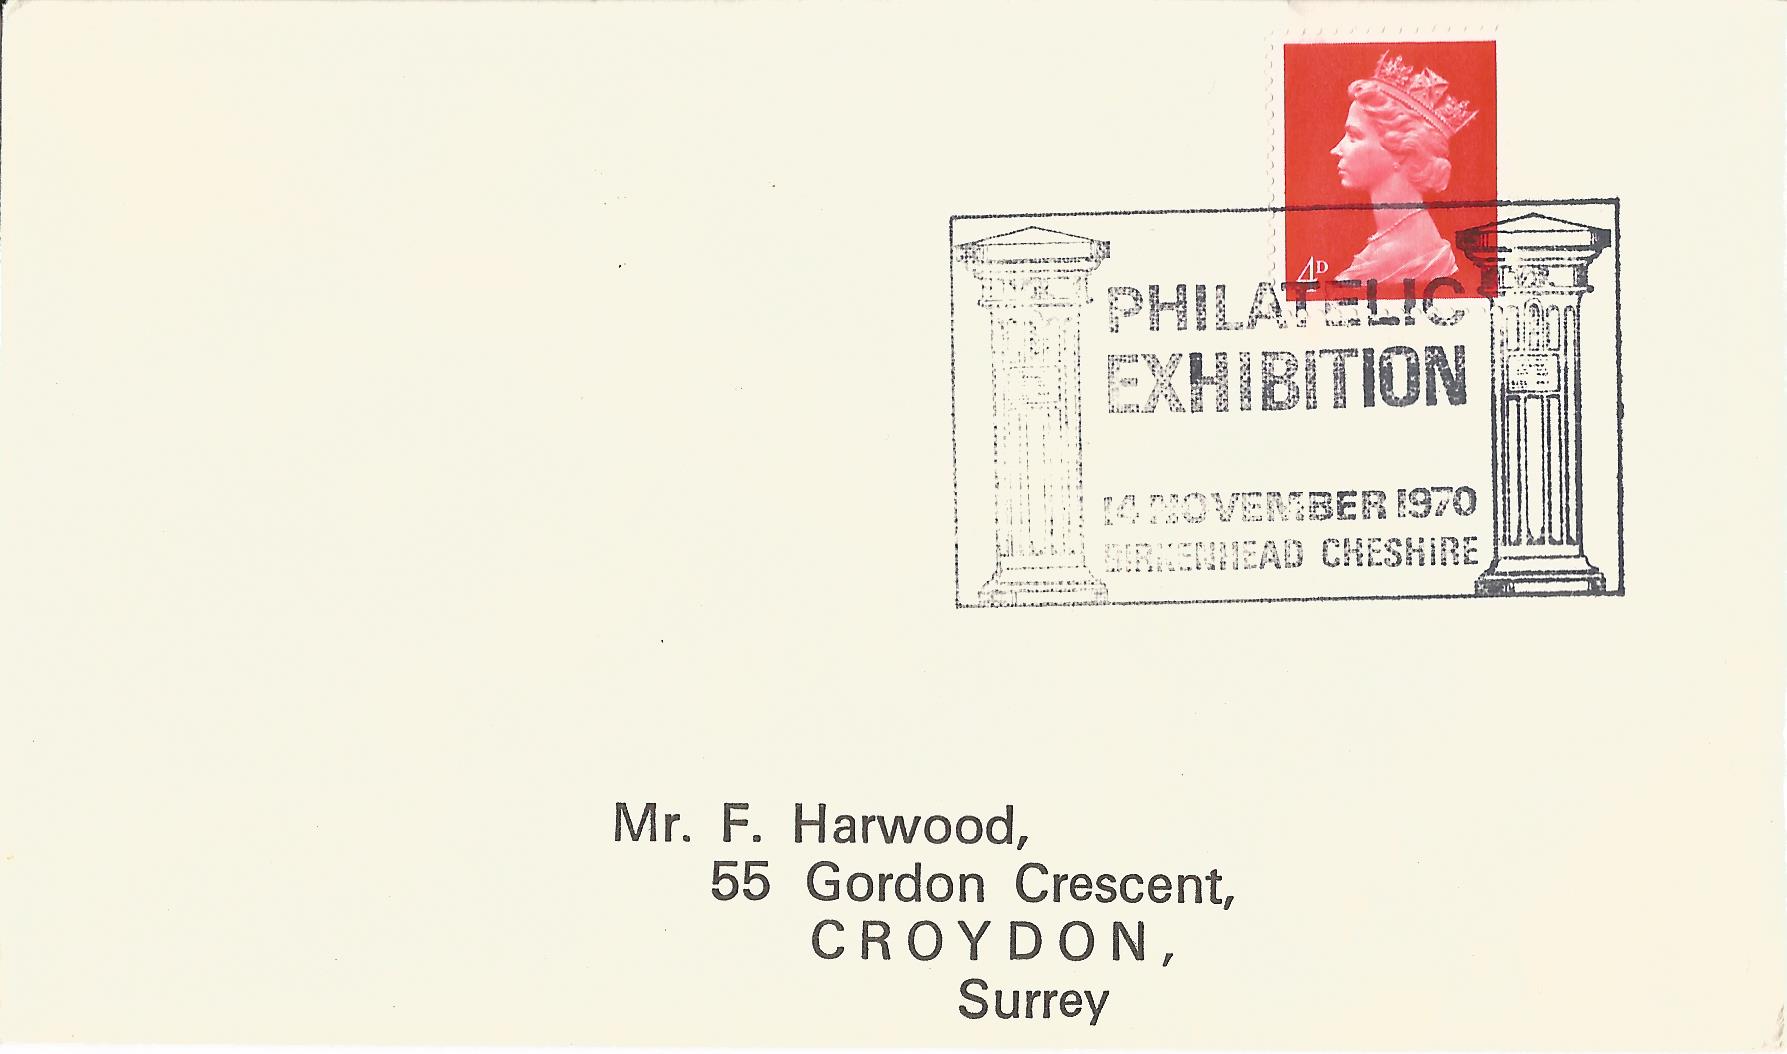 4D
PHILATELIC
EXHIBITION
14 NOVEMBER 1970
BIRKENHEAD CHESHIRE
Mr. F. Harwood,
55 Gordon Crescent,
CROYDON,
Surrey